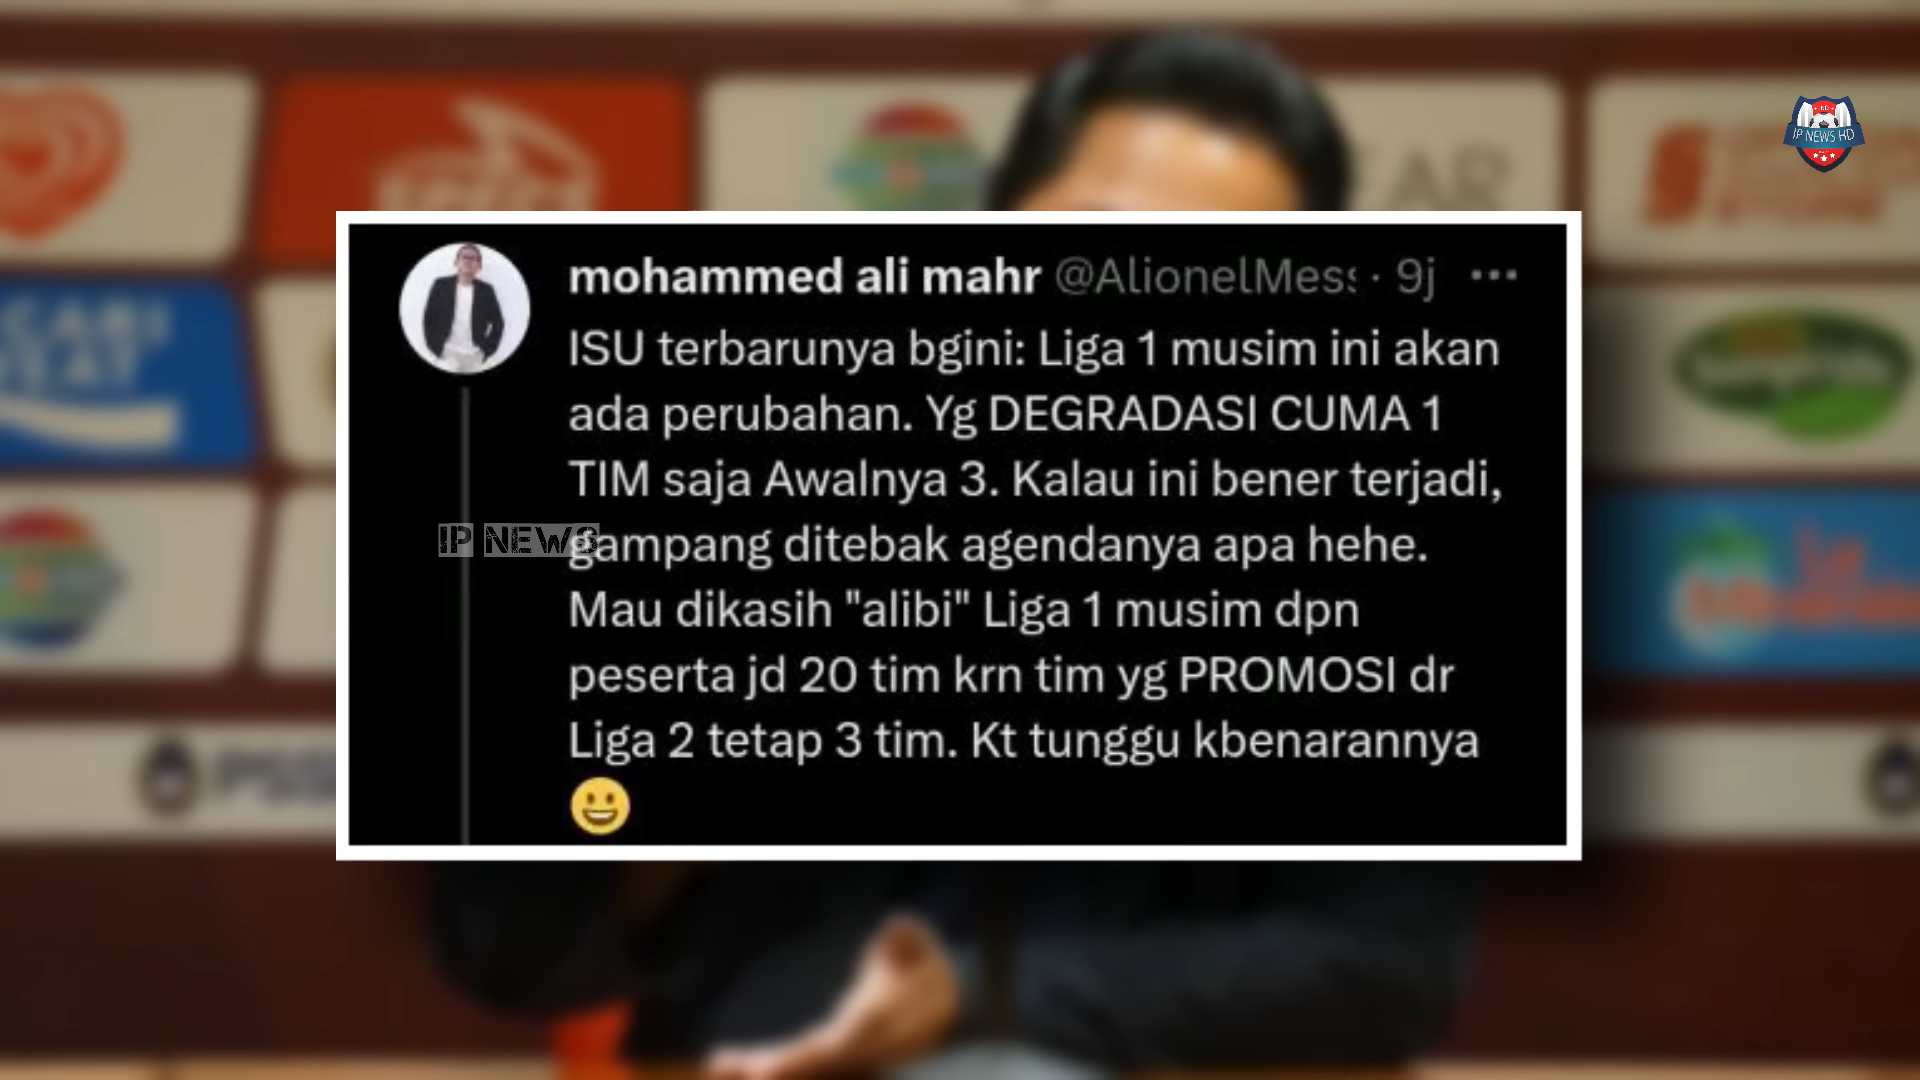 IP NEWS HD
mohammed ali mahr @AlionelMess · 9j ···
ISU terbarunya bgini: Liga 1 musim ini akan
ada perubahan. Yg DEGRADASI CUMA 1
TIM saja Awalnya 3. Kalau ini bener terjadi,
gampang ditebak agendanya apa hehe.
Mau dikasih "alibi" Liga 1 musim dpn
peserta jd 20 tim krn tim yg PROMOSI dr
Liga 2 tetap 3 tim. Kt tunggu kbenarannya
😀
IP NEWS
PSSI